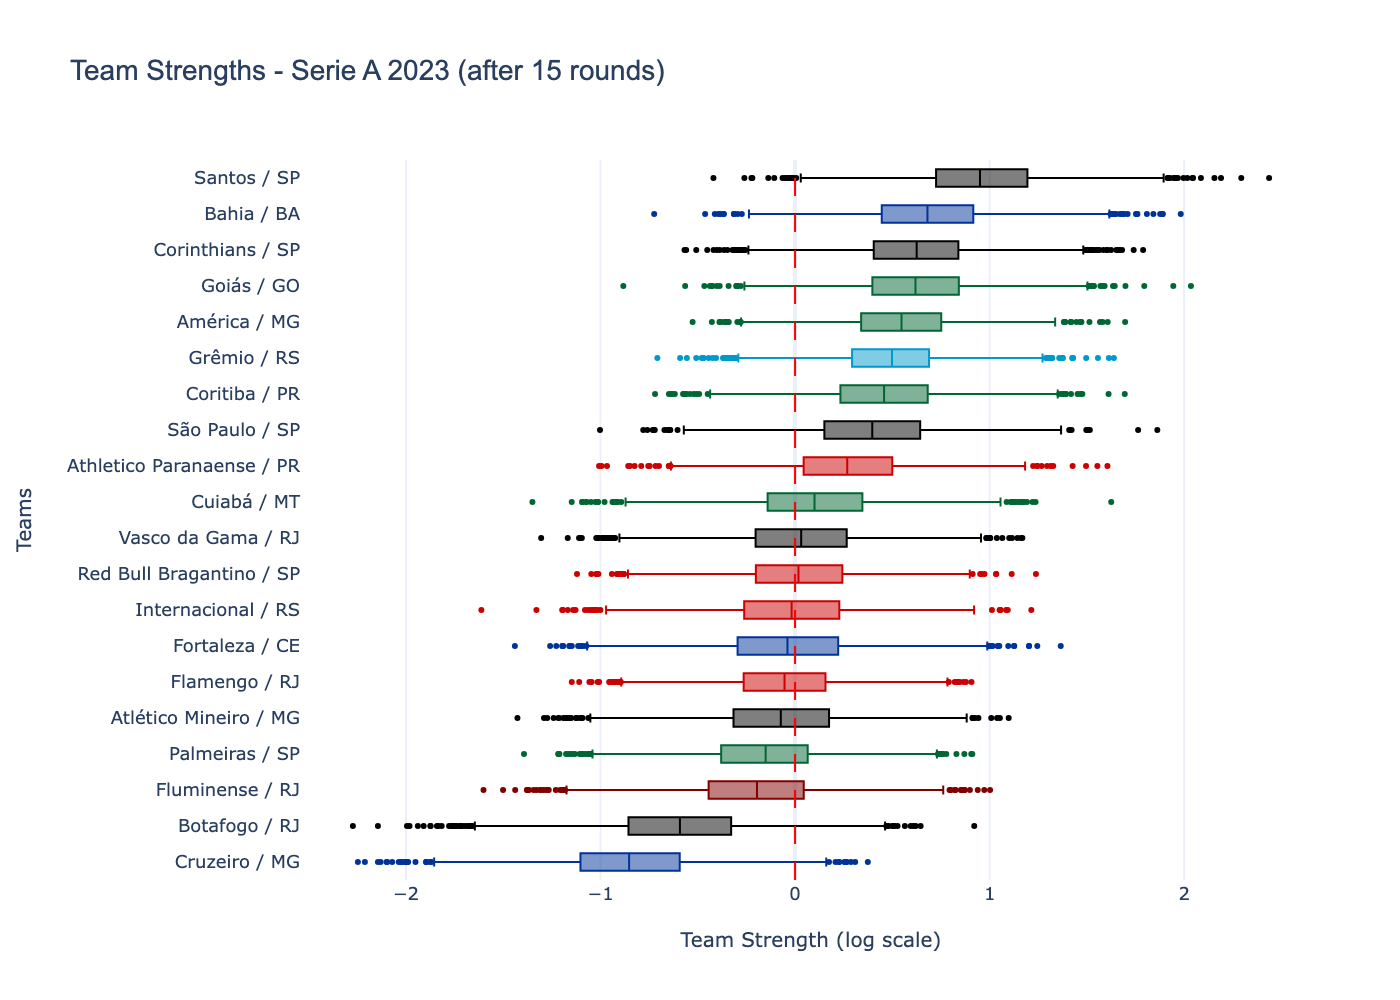 Team Strengths - Serie A 2023 (after 15 rounds)
Teams
Santos / SP
Bahia / BA
Corinthians / SP
Goiás / GO
América / MG
Grêmio / RS
Coritiba / PR
São Paulo / SP
Athletico Paranaense / PR
Cuiabá / MT
Vasco da Gama / RJ
Red Bull Bragantino / SP
Internacional / RS
Fortaleza / CE
Flamengo / RJ
Atlético Mineiro / MG
Palmeiras / SP
Fluminense / RJ
Botafogo / RJ
Cruzeiro / MG
−2 −1 0 1 2
Team Strength (log scale)